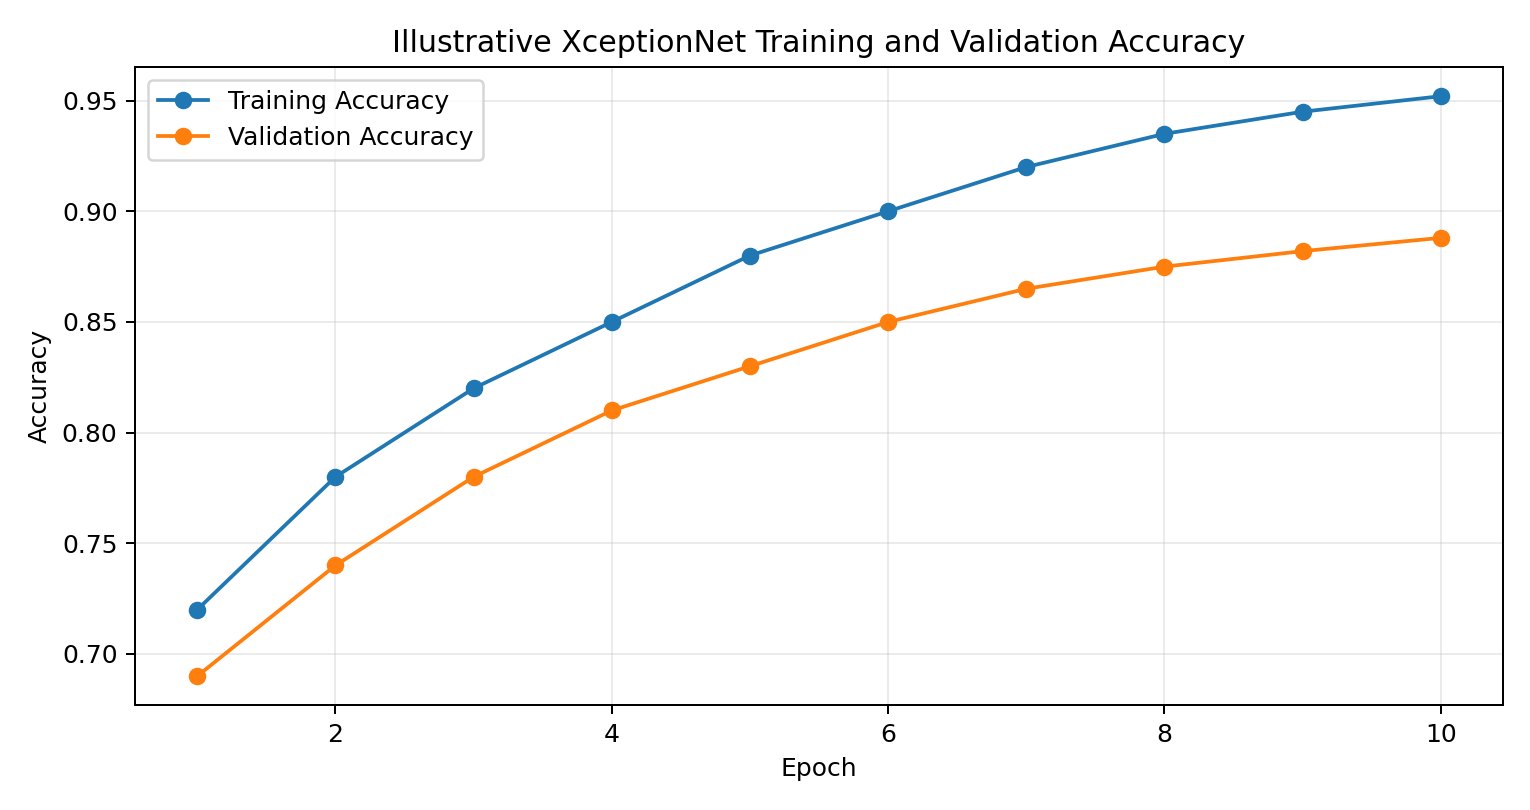 Illustrative XceptionNet Training and Validation Accuracy
Training Accuracy
Validation Accuracy
0.95
0.90
0.85
0.80
0.75
0.70
Accuracy
2 4 6 8 10
Epoch